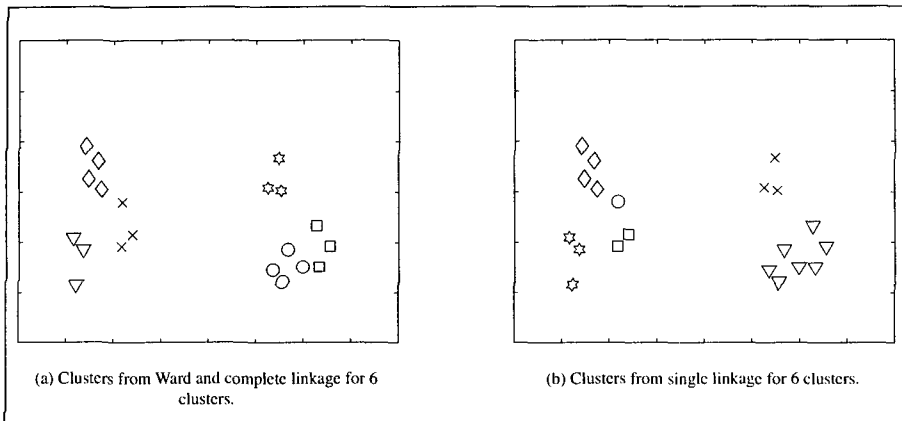 (a) Clusters from Ward and complete linkage for 6
clusters.
(b) Clusters from single linkage for 6 clusters.